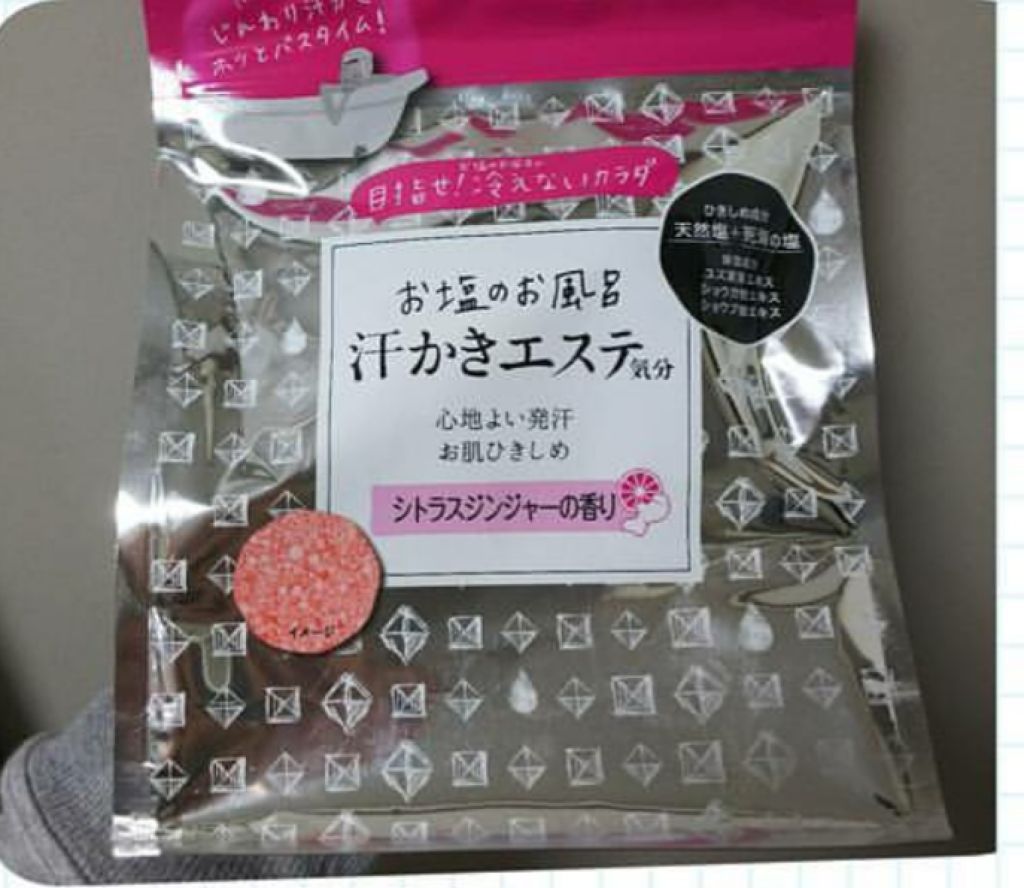 じんわり汗かく
ホッとバスタイム!
目指せ!冷えないカラダ
ひきしめ成分
天然塩+死海の塩
保湿成分
ユズ果実エキス
ショウガ根エキス
ショウブ根エキス
お塩のお風呂
汗かきエステ気分
心地よい発汗
お肌ひきしめ
シトラスジンジャーの香り
イメージ